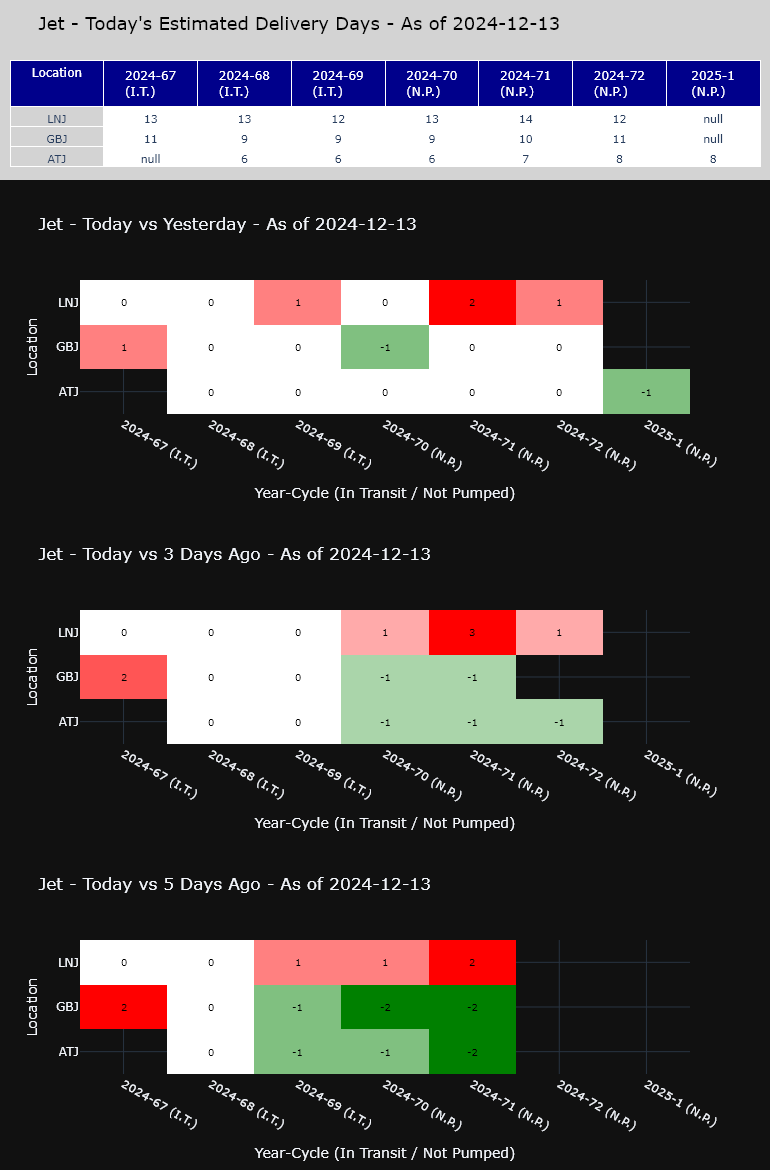 Jet - Today's Estimated Delivery Days - As of 2024-12-13
Location 2024-67 (I.T.) 2024-68 (I.T.) 2024-69 (I.T.) 2024-70 (N.P.) 2024-71 (N.P.) 2024-72 (N.P.) 2025-1 (N.P.)
LNJ 13 13 12 13 14 12 null
GBJ 11 9 9 9 10 11 null
ATJ null 6 6 6 7 8 8
Jet - Today vs Yesterday - As of 2024-12-13
Location
LNJ 0 0 1 0 2 1
GBJ 1 0 0 -1 0 0
ATJ 0 0 0 0 0 -1
2024-67 (I.T.) 2024-68 (I.T.) 2024-69 (I.T.) 2024-70 (N.P.) 2024-71 (N.P.) 2024-72 (N.P.) 2025-1 (N.P.)
Year-Cycle (In Transit / Not Pumped)
Jet - Today vs 3 Days Ago - As of 2024-12-13
Location
LNJ 0 0 0 1 3 1
GBJ 2 0 0 -1 -1
ATJ 0 0 -1 -1 -1
2024-67 (I.T.) 2024-68 (I.T.) 2024-69 (I.T.) 2024-70 (N.P.) 2024-71 (N.P.) 2024-72 (N.P.) 2025-1 (N.P.)
Year-Cycle (In Transit / Not Pumped)
Jet - Today vs 5 Days Ago - As of 2024-12-13
Location
LNJ 0 0 1 1 2
GBJ 2 0 -1 -2 -2
ATJ 0 -1 -1 -2
2024-67 (I.T.) 2024-68 (I.T.) 2024-69 (I.T.) 2024-70 (N.P.) 2024-71 (N.P.) 2024-72 (N.P.) 2025-1 (N.P.)
Year-Cycle (In Transit / Not Pumped)